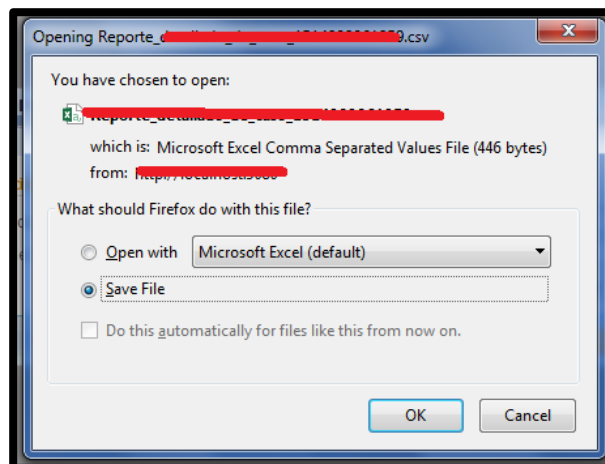 Opening Reporte_d .csv
You have chosen to open:
which is: Microsoft Excel Comma Separated Values File (446 bytes)
from:
What should Firefox do with this file?
Open with Microsoft Excel (default)
Save File
Do this automatically for files like this from now on.
OK Cancel